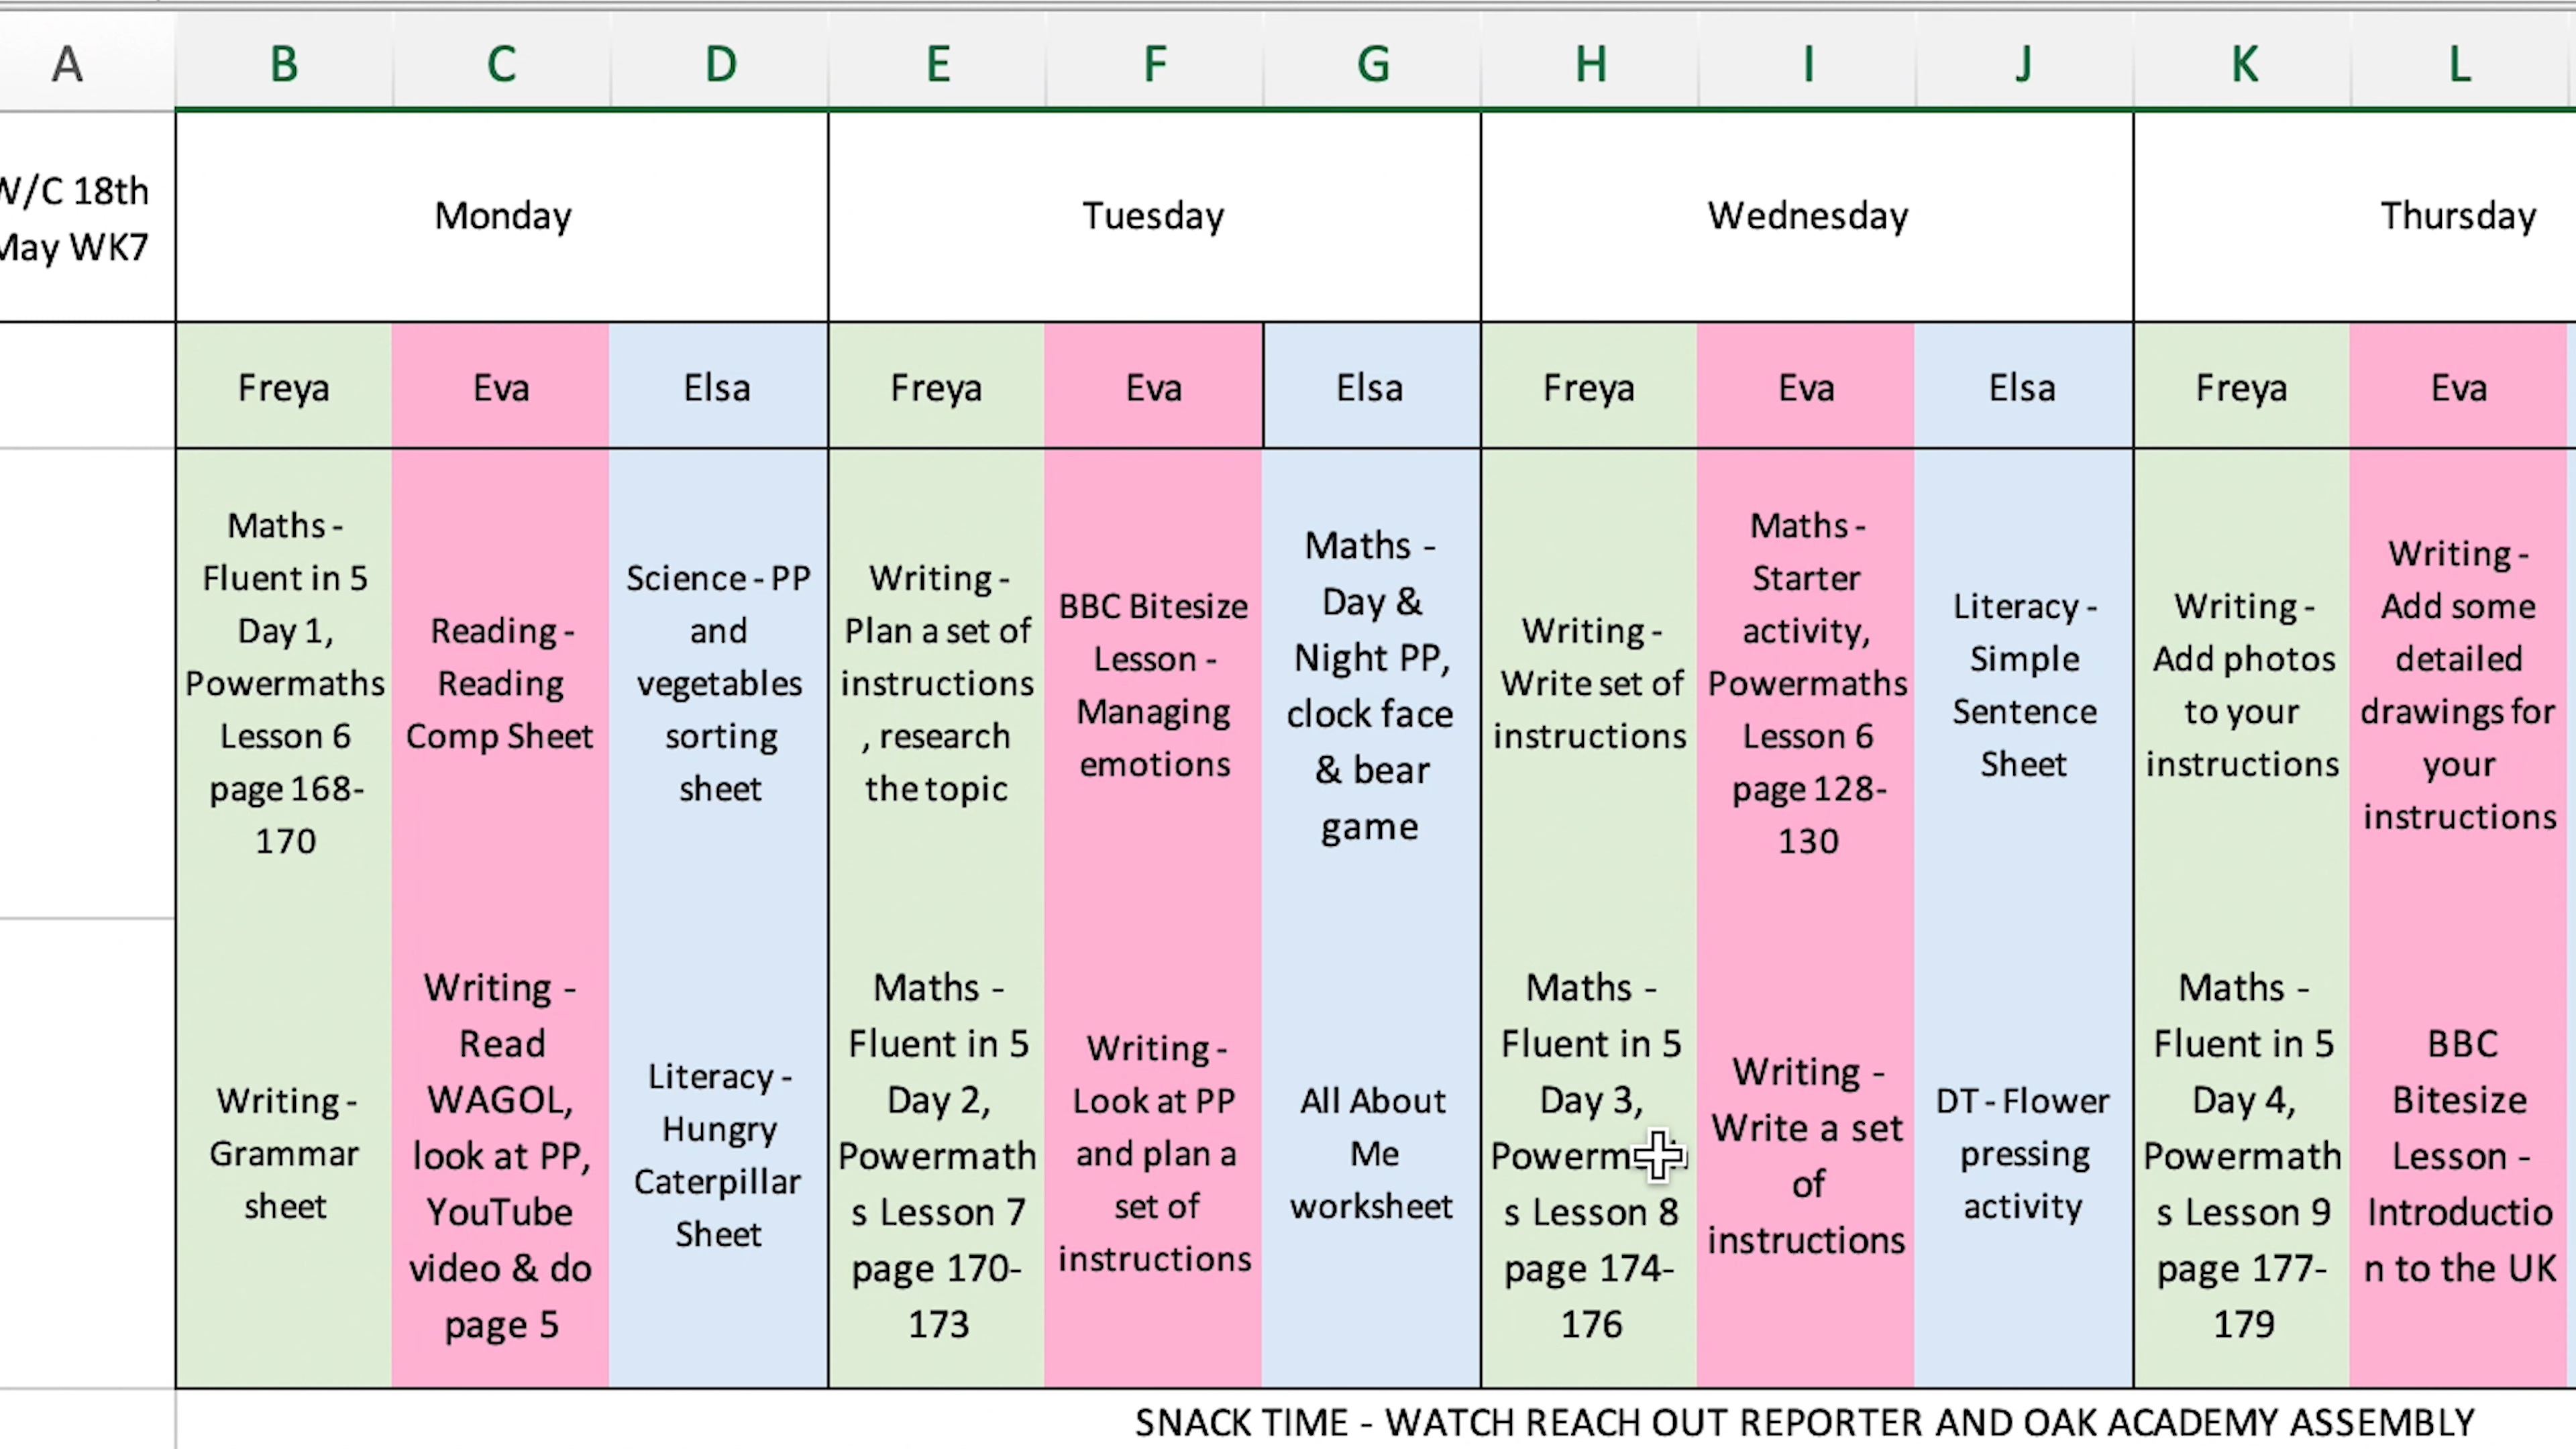 A B C D E F G H I J K L
W/C 18th
May WK7
Monday
Tuesday
Wednesday
Thursday
Freya
Eva
Elsa
Freya
Eva
Elsa
Freya
Eva
Elsa
Freya
Eva
Maths -
Fluent in 5
Day 1,
Powermaths
Lesson 6
page 168-
170
Reading -
Reading
Comp Sheet
Science - PP
and
vegetables
sorting
sheet
Writing -
Plan a set of
instructions
, research
the topic
BBC Bitesize
Lesson -
Managing
emotions
Maths -
Day &
Night PP,
clock face
& bear
game
Writing -
Write set of
instructions
Maths -
Starter
activity,
Powermaths
Lesson 6
page 128-
130
Literacy -
Simple
Sentence
Sheet
Writing -
Add photos
to your
instructions
Writing -
Add some
detailed
drawings for
your
instructions
Writing -
Grammar
sheet
Writing -
Read
WAGOL,
look at PP,
YouTube
video & do
page 5
Literacy -
Hungry
Caterpillar
Sheet
Maths -
Fluent in 5
Day 2,
Powermath
s Lesson 7
page 170-
173
Writing -
Look at PP
and plan a
set of
instructions
All About
Me
worksheet
Maths -
Fluent in 5
Day 3,
Powermath
s Lesson 8
page 174-
176
Writing -
Write a set
of
instructions
DT - Flower
pressing
activity
Maths -
Fluent in 5
Day 4,
Powermath
s Lesson 9
page 177-
179
BBC
Bitesize
Lesson -
Introductio
n to the UK
SNACK TIME - WATCH REACH OUT REPORTER AND OAK ACADEMY ASSEMBLY